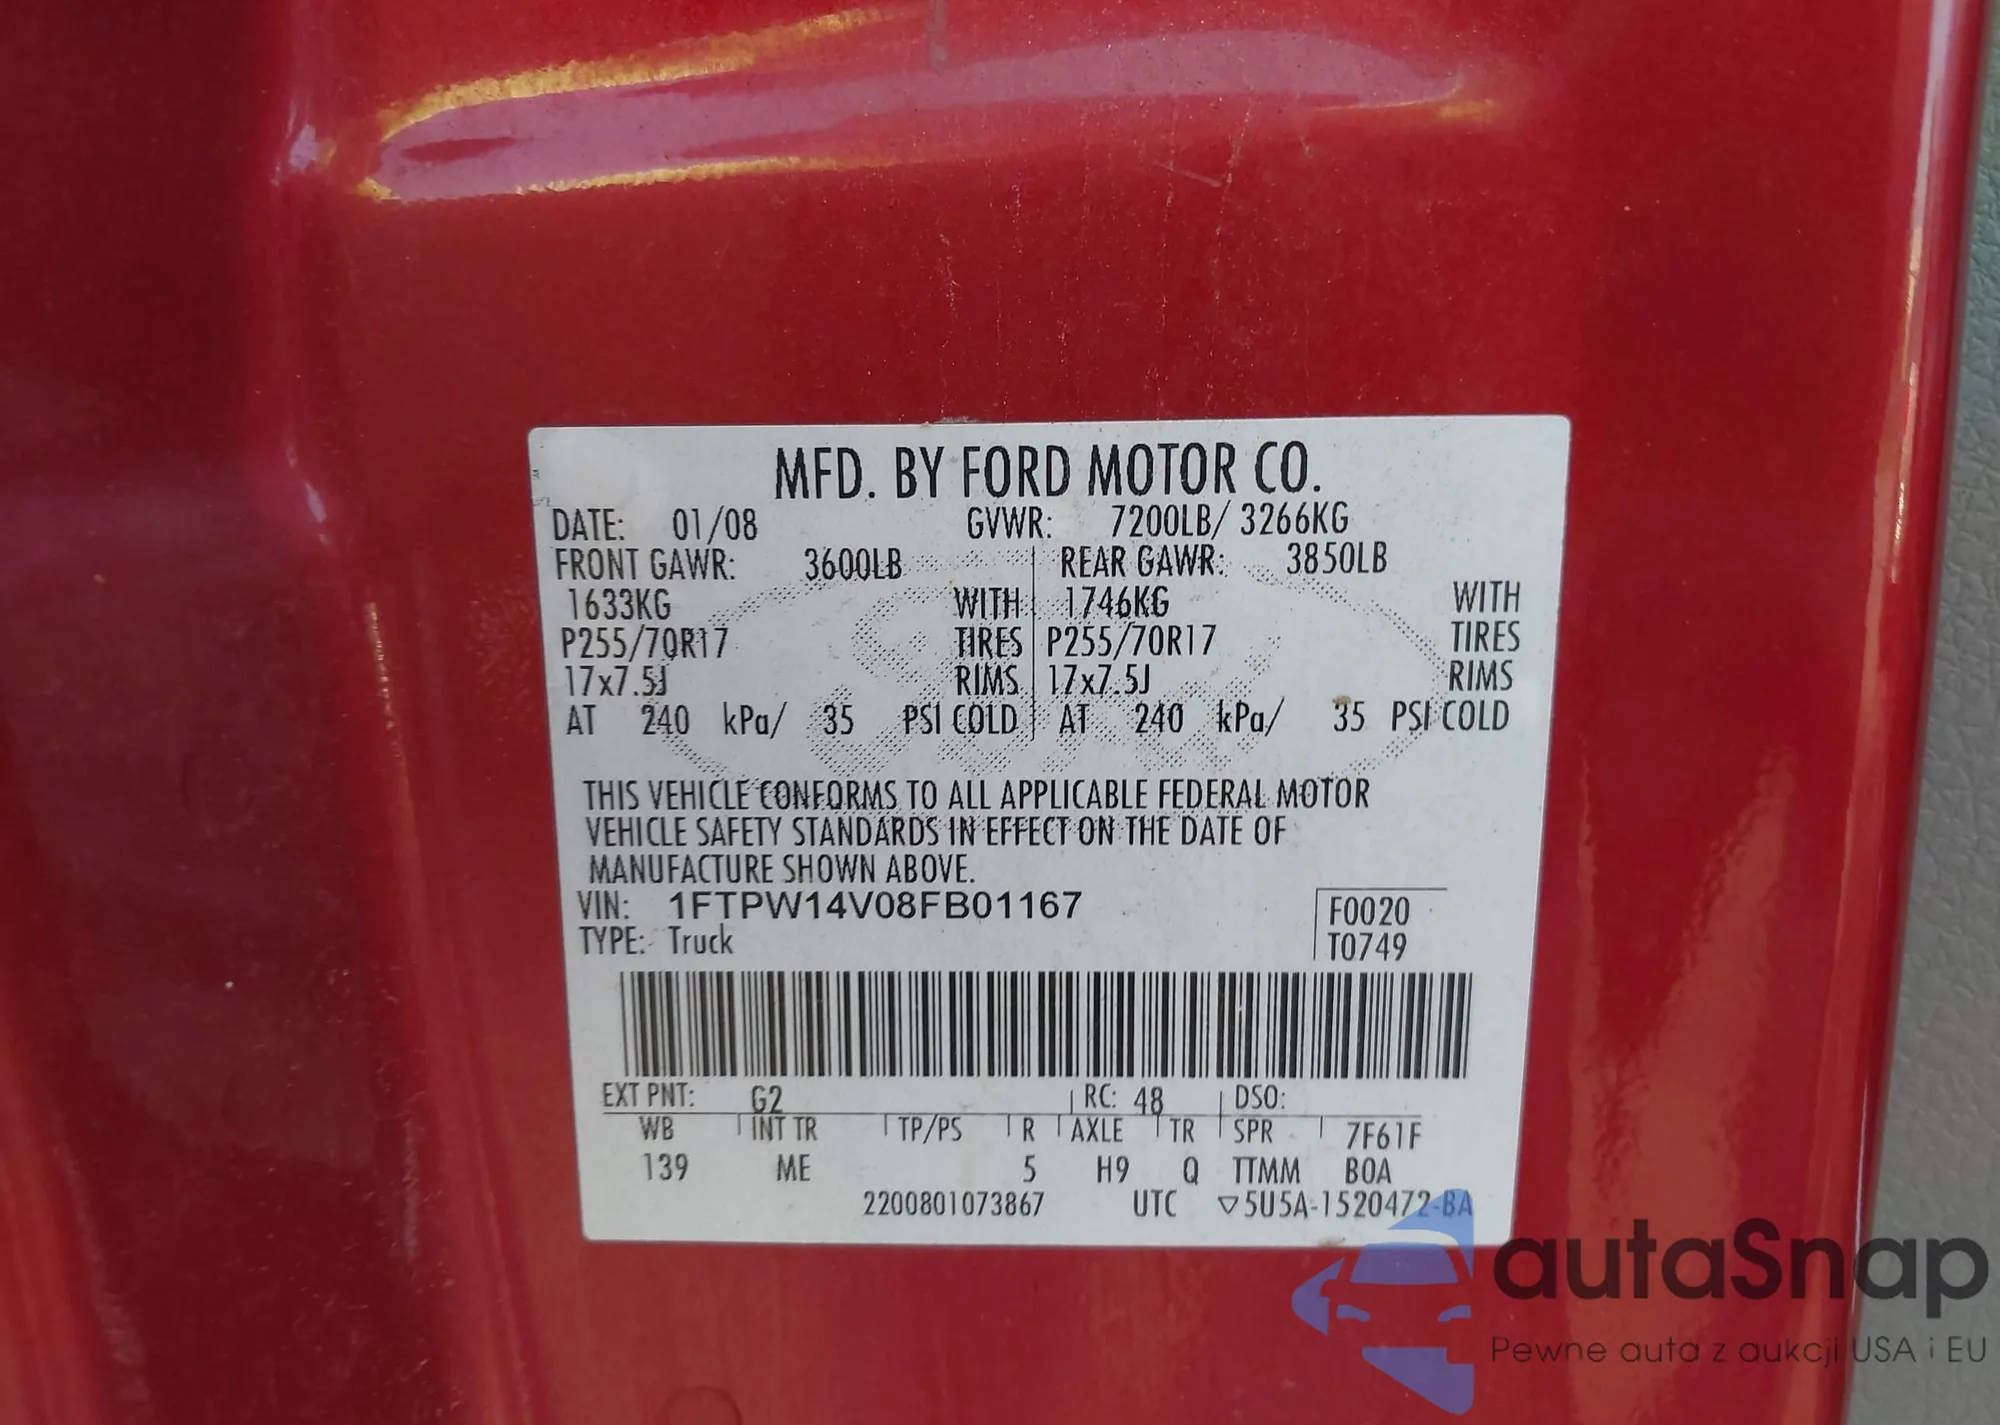 MFD. BY FORD MOTOR CO.
DATE: 01/08 GVWR: 7200LB/ 3266KG
FRONT GAWR: 3600LB REAR GAWR: 3850LB
1633KG WITH 1746KG WITH
P255/70R17 TIRES P255/70R17 TIRES
17x7.5J RIMS 17x7.5J RIMS
AT 240 kPa/ 35 PSI COLD AT 240 kPa/ 35 PSI COLD
THIS VEHICLE CONFORMS TO ALL APPLICABLE FEDERAL MOTOR
VEHICLE SAFETY STANDARDS IN EFFECT ON THE DATE OF
MANUFACTURE SHOWN ABOVE.
VIN: 1FTPW14V08FB01167 F0020
TYPE: Truck T0749
EXT PNT: G2 RC: 48 DSO:
WB INT TR TP/PS R AXLE TR SPR 7F61F
139 ME 5 H9 Q TTMM BOA
2200801073867 UTC ▽5U5A-1520472-BA
autaSnap
Pewne auta z aukcji USA i EU